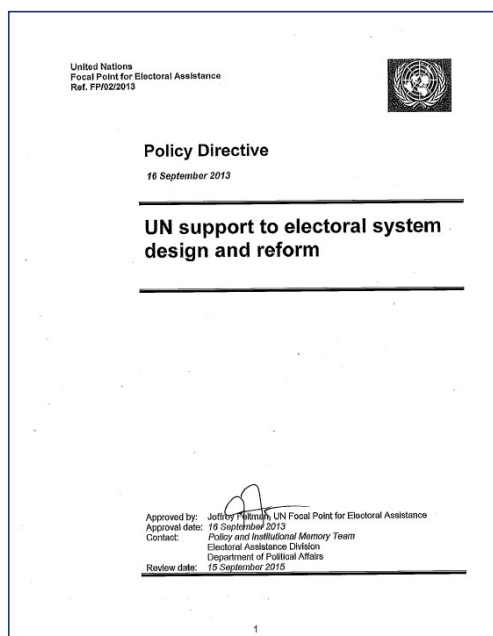 United Nations
Focal Point for Electoral Assistance
Ref. FP/02/2013
Policy Directive
16 September 2013
UN support to electoral system
design and reform
Approved by: Jeffrey Feltman, UN Focal Point for Electoral Assistance
Approval date: 16 September 2013
Contact: Policy and Institutional Memory Team
Electoral Assistance Division
Department of Political Affairs
Review date: 15 September 2015
1